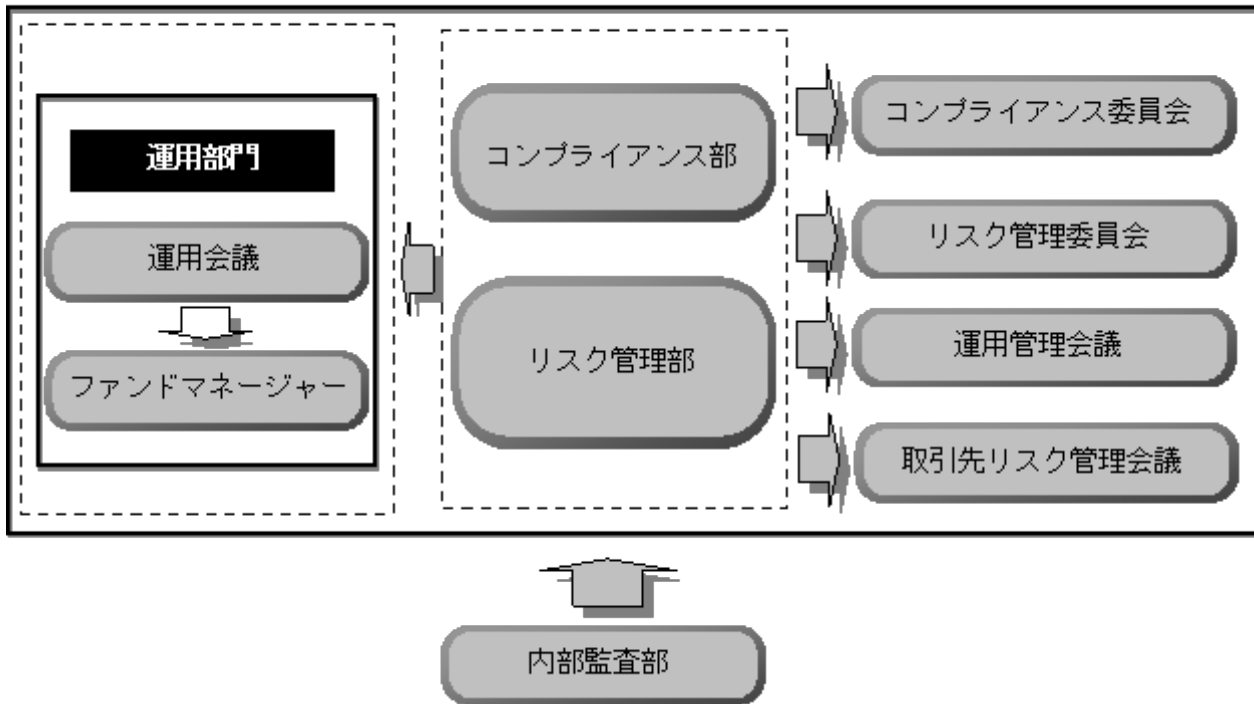 運用部門
運用会議
ファンドマネージャー
コンプライアンス部
リスク管理部
コンプライアンス委員会
リスク管理委員会
運用管理会議
取引先リスク管理会議
内部監査部